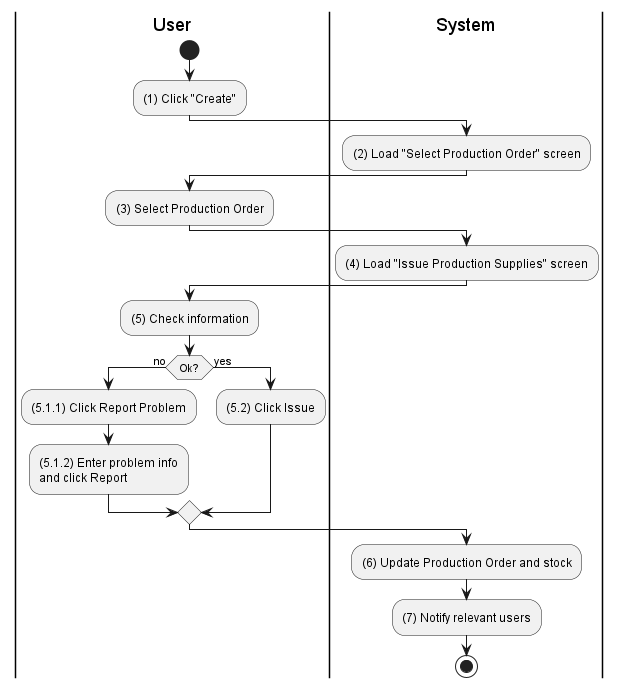 User
System
(1) Click "Create"
(2) Load "Select Production Order" screen
(3) Select Production Order
(4) Load "Issue Production Supplies" screen
(5) Check information
no
Ok?
yes
(5.1.1) Click Report Problem
(5.2) Click Issue
(5.1.2) Enter problem info
and click Report
(6) Update Production Order and stock
(7) Notify relevant users